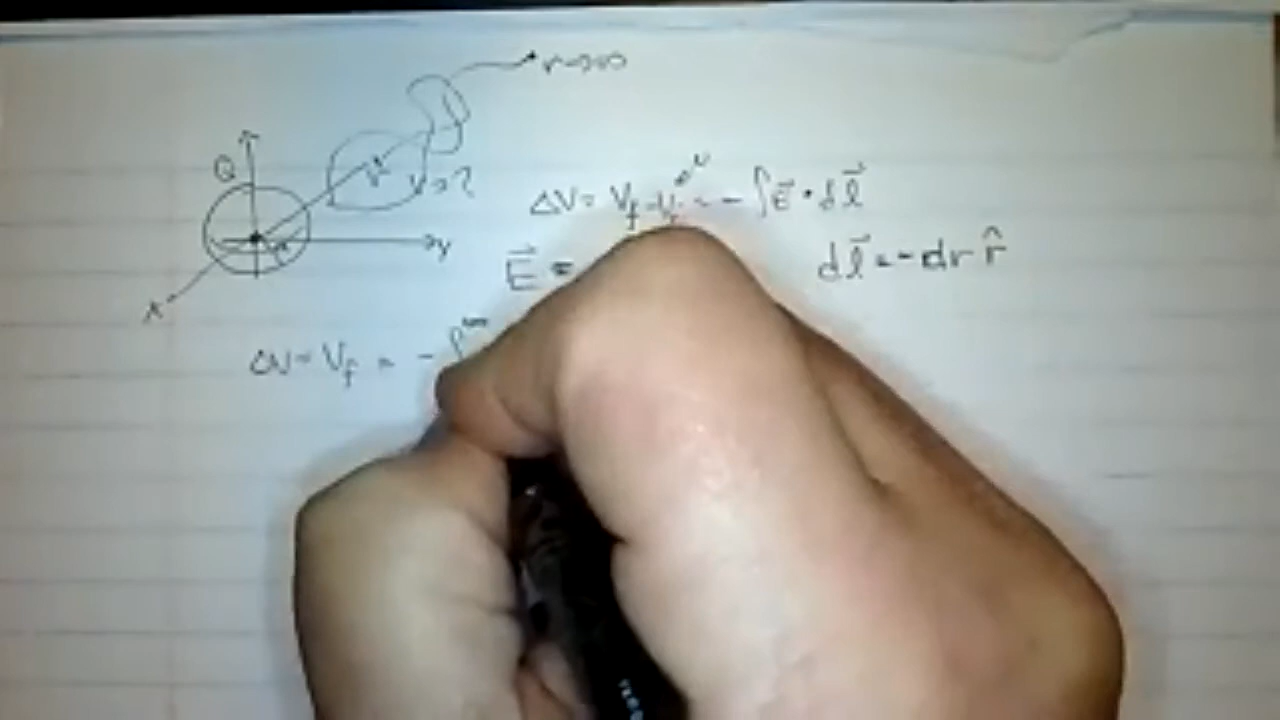 r→∞
Q
V=?
ΔV = V_f - V_i = - ∫ E⃗ · dl⃗
y
E⃗ =
dl⃗ = - dr r̂
x
ΔV = V_f = - ∫